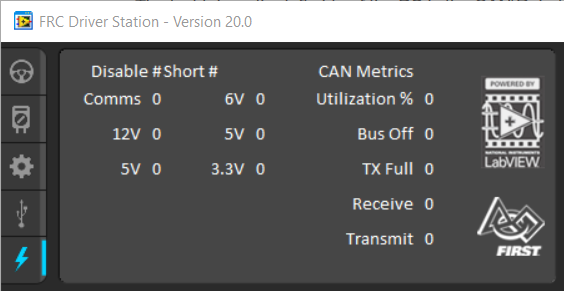 FRC Driver Station - Version 20.0
Disable # Short # CAN Metrics
Comms 0 6V 0 Utilization % 0
12V 0 5V 0 Bus Off 0
5V 0 3.3V 0 TX Full 0
Receive 0
Transmit 0
POWERED BY
NATIONAL INSTRUMENTS
LabVIEW
FIRST